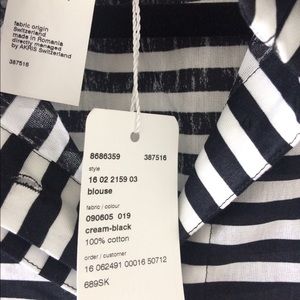 fabric origin
Switzerland
made in Romania
directly managed
by AKRIS Switzerland
387516
8686359 387516
style
16 02 2159 03
blouse
fabric / colour
090605 019
cream-black
100% cotton
order / customer
16 062491 00016 50712
689SK